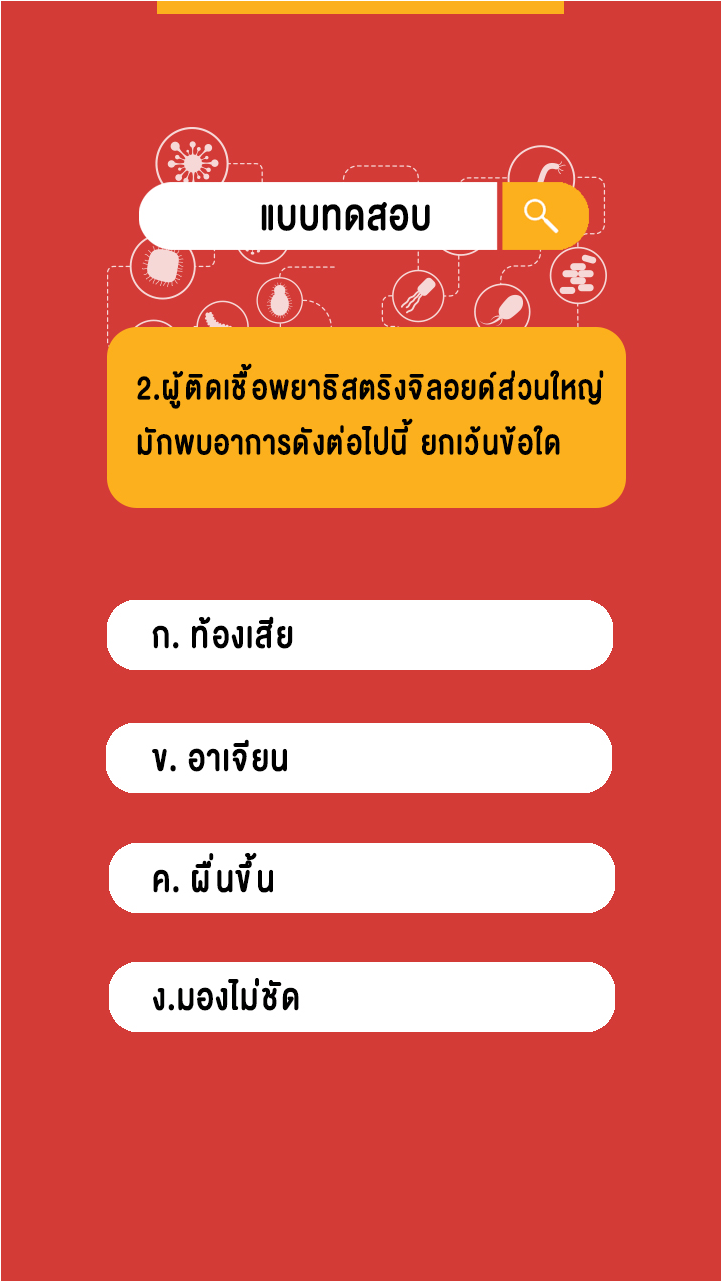 แบบทดสอบ
2.ผู้ติดเชื้อพยาธิสตริงจิลอยด์ส่วนใหญ่
มักพบอาการดังต่อไปนี้ ยกเว้นข้อใด
ก. ท้องเสีย
ข. อาเจียน
ค. ผื่นขึ้น
ง.มองไม่ชัด